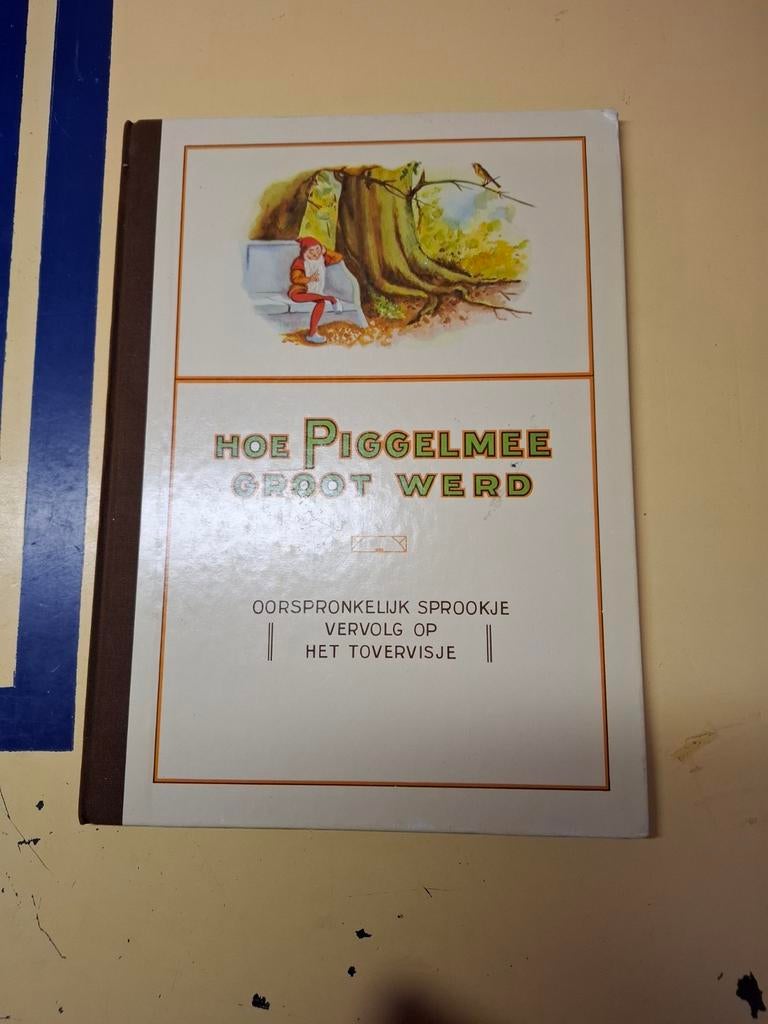 HOE PIGGELMEE
GROOT WERD
OORSPRONKELIJK SPROOKJE
VERVOLG OP
HET TOVERVISJE